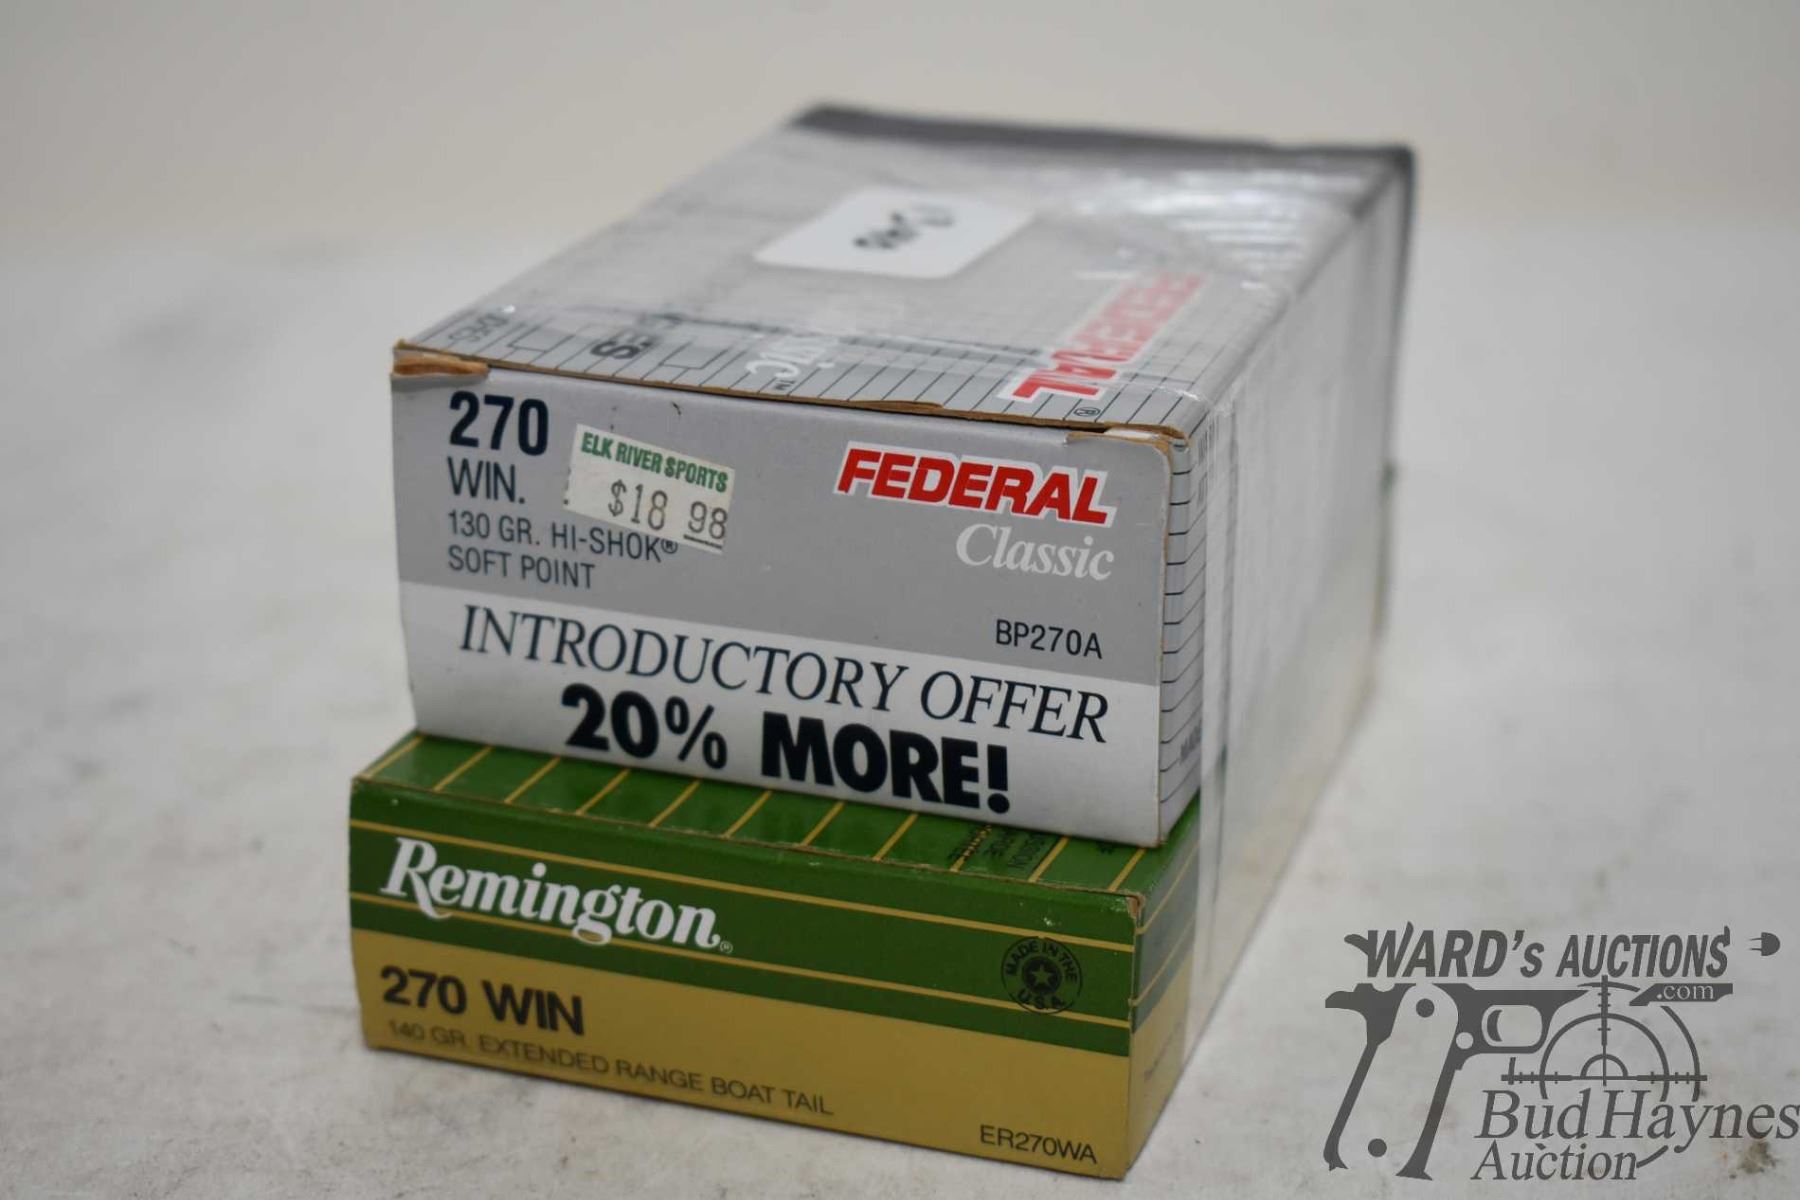 Classic™
FEDERAL®
270
WIN.
130 GR. HI-SHOK®
SOFT POINT
ELK RIVER SPORTS
$18 98
FEDERAL
Classic
BP270A
INTRODUCTORY OFFER
20% MORE!
Remington®
MADE IN THE U.S.A.
270 WIN
140 GR. EXTENDED RANGE BOAT TAIL
ER270WA
WARD's AUCTIONS
.com
Bud Haynes
Auction